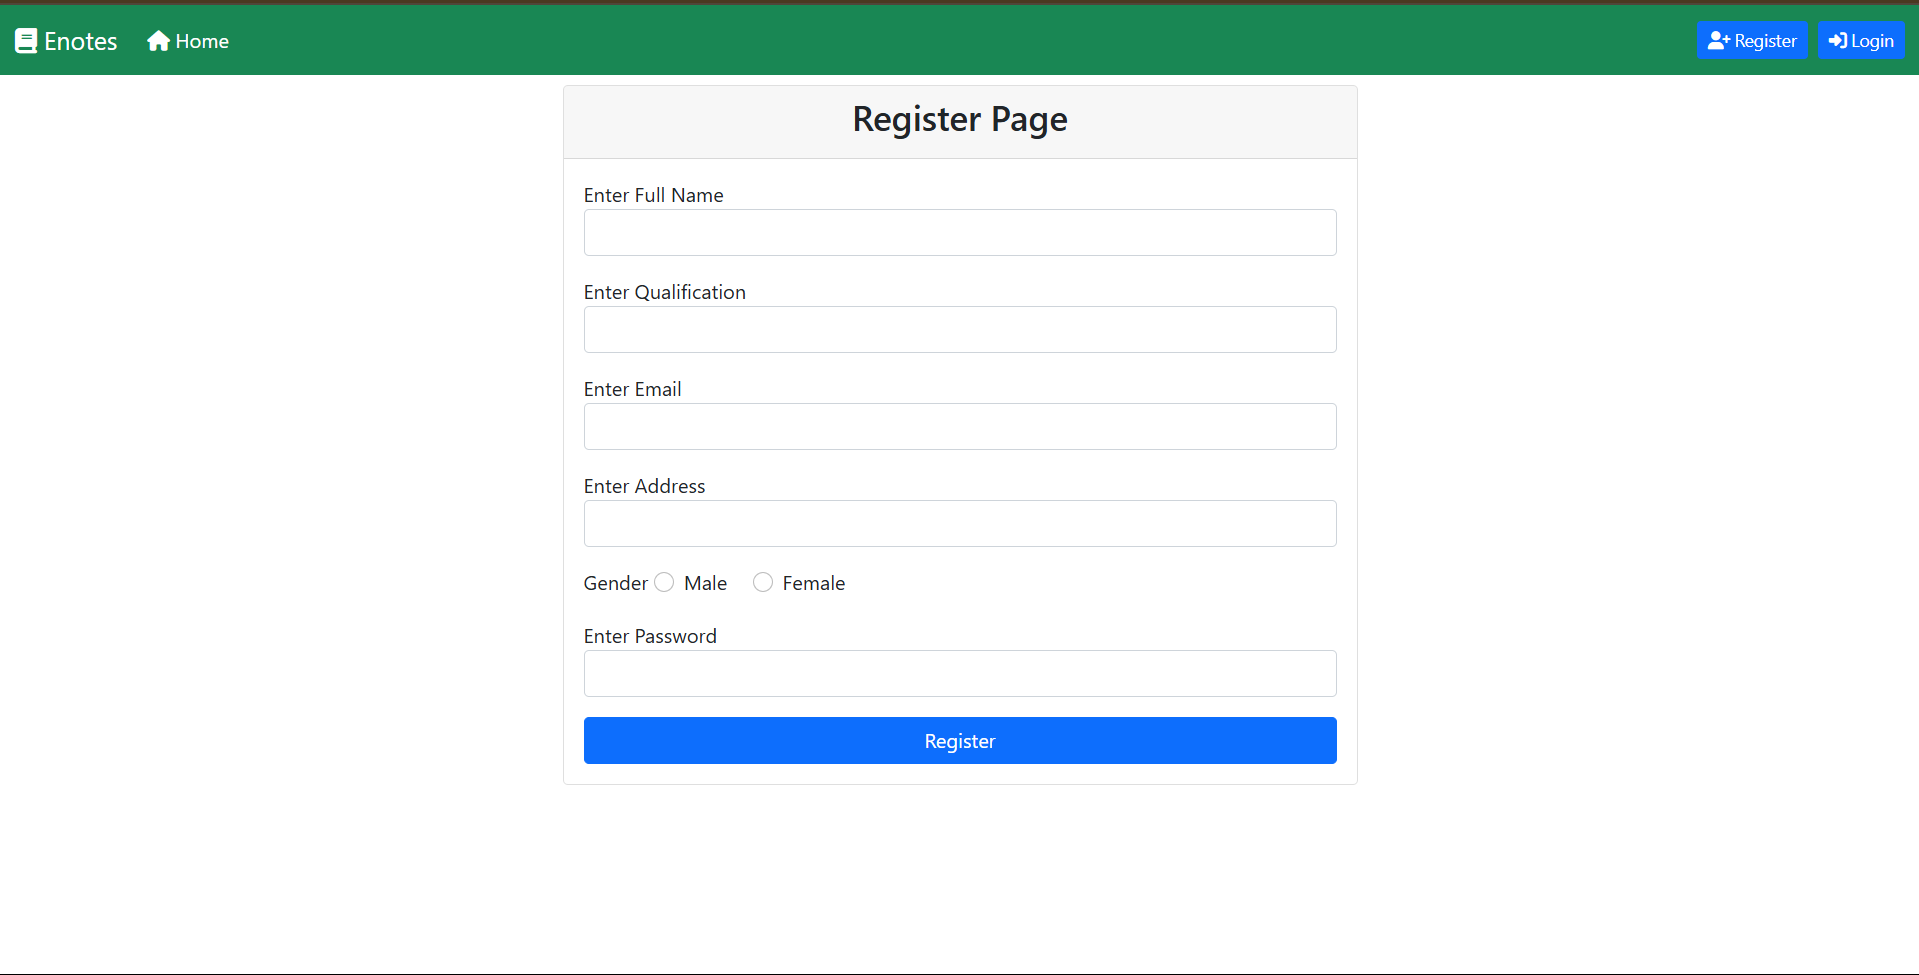 Enotes Home Register Login
Register Page
Enter Full Name
Enter Qualification
Enter Email
Enter Address
Gender Male Female
Enter Password
Register